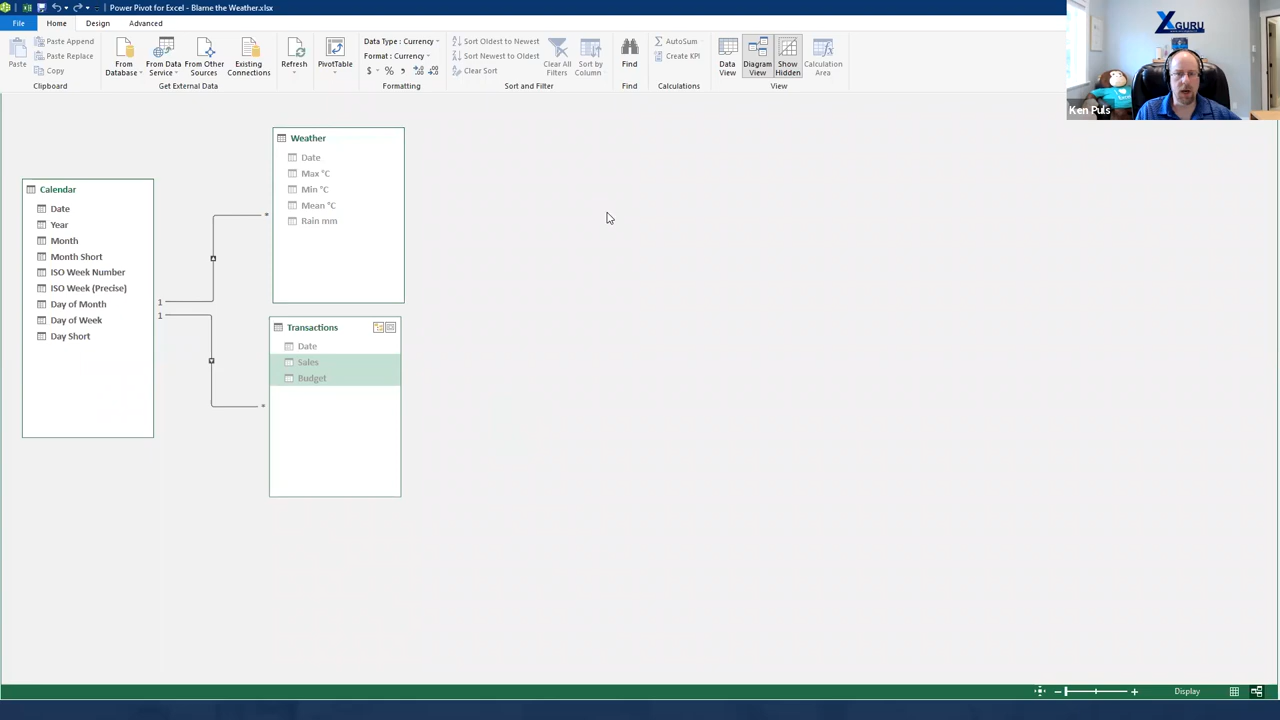 Power Pivot for Excel - Blame the Weather.xlsx
File Home Design Advanced
Paste
Paste Append
Paste Replace
Copy
Clipboard
From Database
From Data Service
From Other Sources
Existing Connections
Get External Data
Refresh
PivotTable
Data Type : Currency
Format : Currency
$ % ,
Formatting
Sort Oldest to Newest
Sort Newest to Oldest
Clear Sort
Clear All Filters
Sort by Column
Sort and Filter
Find
Find
AutoSum
Create KPI
Calculations
Data View
Diagram View
Show Hidden
Calculation Area
View
XGURU
Ken Puls
Calendar
Date
Year
Month
Month Short
ISO Week Number
ISO Week (Precise)
Day of Month
Day of Week
Day Short
1
1
*
*
Weather
Date
Max °C
Min °C
Mean °C
Rain mm
Transactions
Date
Sales
Budget
Display